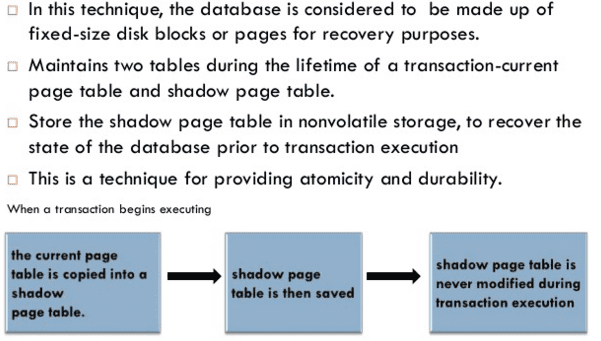 In this technique, the database is considered to be made up of
fixed-size disk blocks or pages for recovery purposes.
Maintains two tables during the lifetime of a transaction-current
page table and shadow page table.
Store the shadow page table in nonvolatile storage, to recover the
state of the database prior to transaction execution
This is a technique for providing atomicity and durability.
When a transaction begins executing
the current page
table is copied into a
shadow
page table.
shadow page
table is then saved
shadow page table is
never modified during
transaction execution